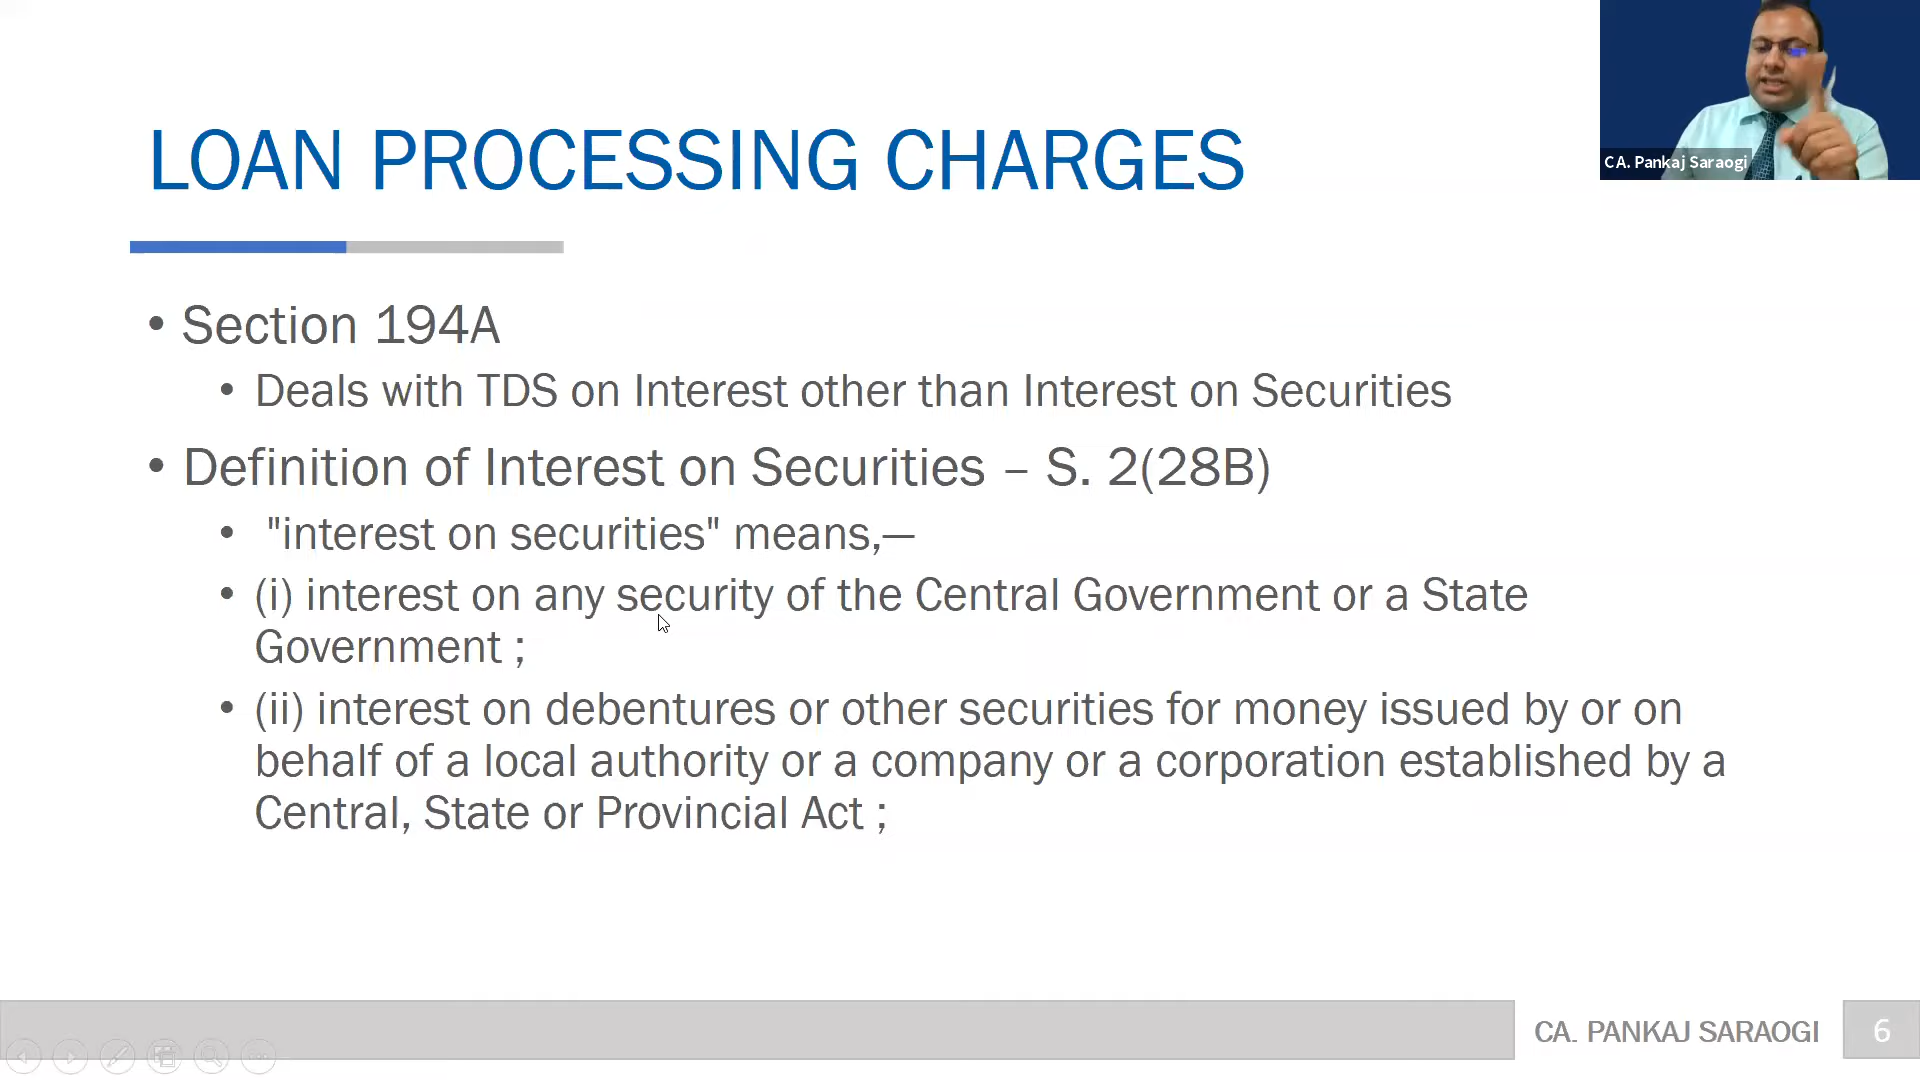 LOAN PROCESSING CHARGES
CA. Pankaj Saraogi
• Section 194A
• Deals with TDS on Interest other than Interest on Securities
• Definition of Interest on Securities – S. 2(28B)
• "interest on securities" means,—
• (i) interest on any security of the Central Government or a State
Government ;
• (ii) interest on debentures or other securities for money issued by or on
behalf of a local authority or a company or a corporation established by a
Central, State or Provincial Act ;
CA. PANKAJ SARAOGI
6